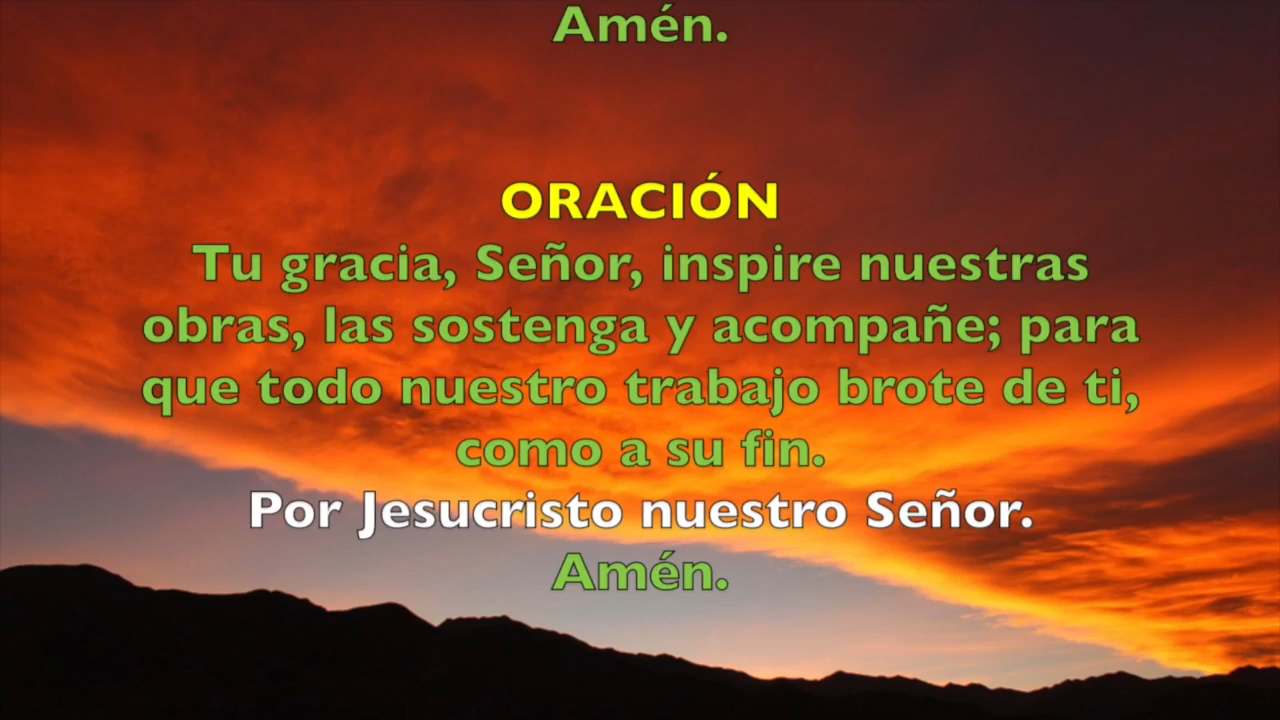 Amén.
ORACIÓN
Tu gracia, Señor, inspire nuestras
obras, las sostenga y acompañe; para
que todo nuestro trabajo brote de ti,
como a su fin.
Por Jesucristo nuestro Señor.
Amén.